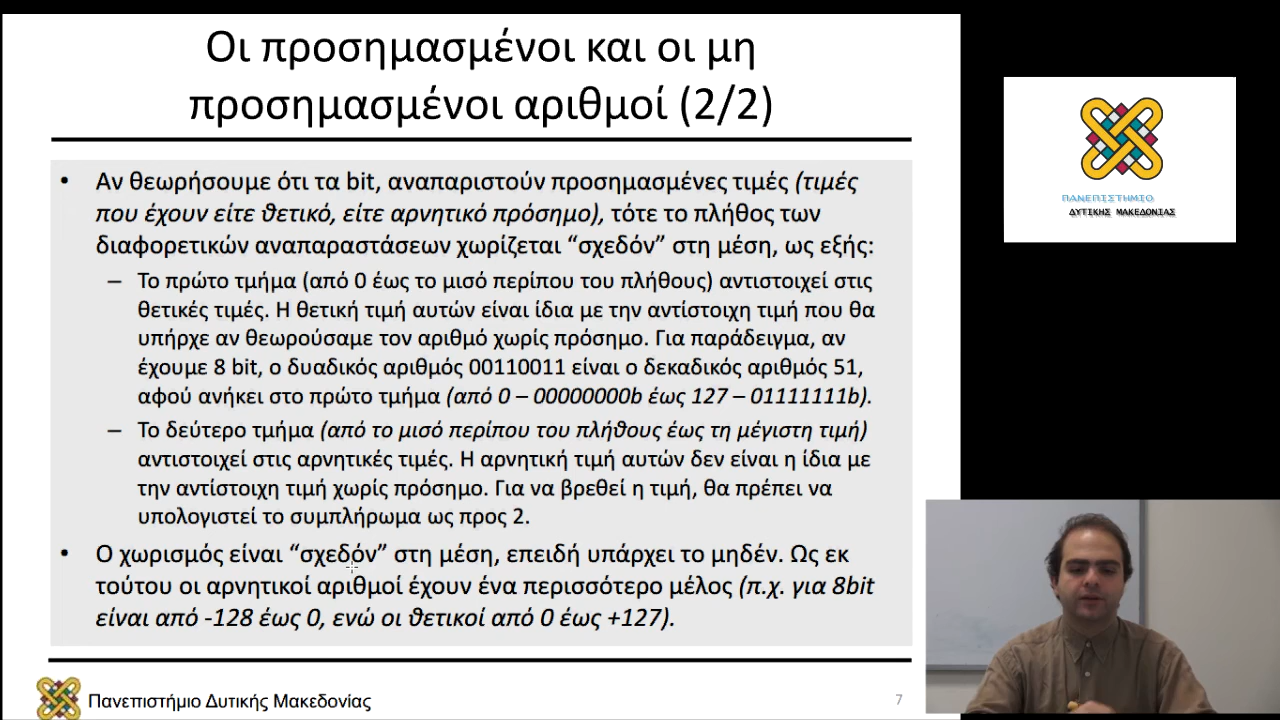 Οι προσημασμένοι και οι μη
προσημασμένοι αριθμοί (2/2)
• Αν θεωρήσουμε ότι τα bit, αναπαριστούν προσημασμένες τιμές (τιμές
που έχουν είτε θετικό, είτε αρνητικό πρόσημο), τότε το πλήθος των
διαφορετικών αναπαραστάσεων χωρίζεται “σχεδόν” στη μέση, ως εξής:
– Το πρώτο τμήμα (από 0 έως το μισό περίπου του πλήθους) αντιστοιχεί στις
θετικές τιμές. Η θετική τιμή αυτών είναι ίδια με την αντίστοιχη τιμή που θα
υπήρχε αν θεωρούσαμε τον αριθμό χωρίς πρόσημο. Για παράδειγμα, αν
έχουμε 8 bit, ο δυαδικός αριθμός 00110011 είναι ο δεκαδικός αριθμός 51,
αφού ανήκει στο πρώτο τμήμα (από 0 – 00000000b έως 127 – 01111111b).
– Το δεύτερο τμήμα (από το μισό περίπου του πλήθους έως τη μέγιστη τιμή)
αντιστοιχεί στις αρνητικές τιμές. Η αρνητική τιμή αυτών δεν είναι η ίδια με
την αντίστοιχη τιμή χωρίς πρόσημο. Για να βρεθεί η τιμή, θα πρέπει να
υπολογιστεί το συμπλήρωμα ως προς 2.
• Ο χωρισμός είναι “σχεδόν” στη μέση, επειδή υπάρχει το μηδέν. Ως εκ
τούτου οι αρνητικοί αριθμοί έχουν ένα περισσότερο μέλος (π.χ. για 8bit
είναι από -128 έως 0, ενώ οι θετικοί από 0 έως +127).
Πανεπιστήμιο Δυτικής Μακεδονίας
7
ΠΑΝΕΠΙΣΤΗΜΙΟ
ΔΥΤΙΚΗΣ ΜΑΚΕΔΟΝΙΑΣ